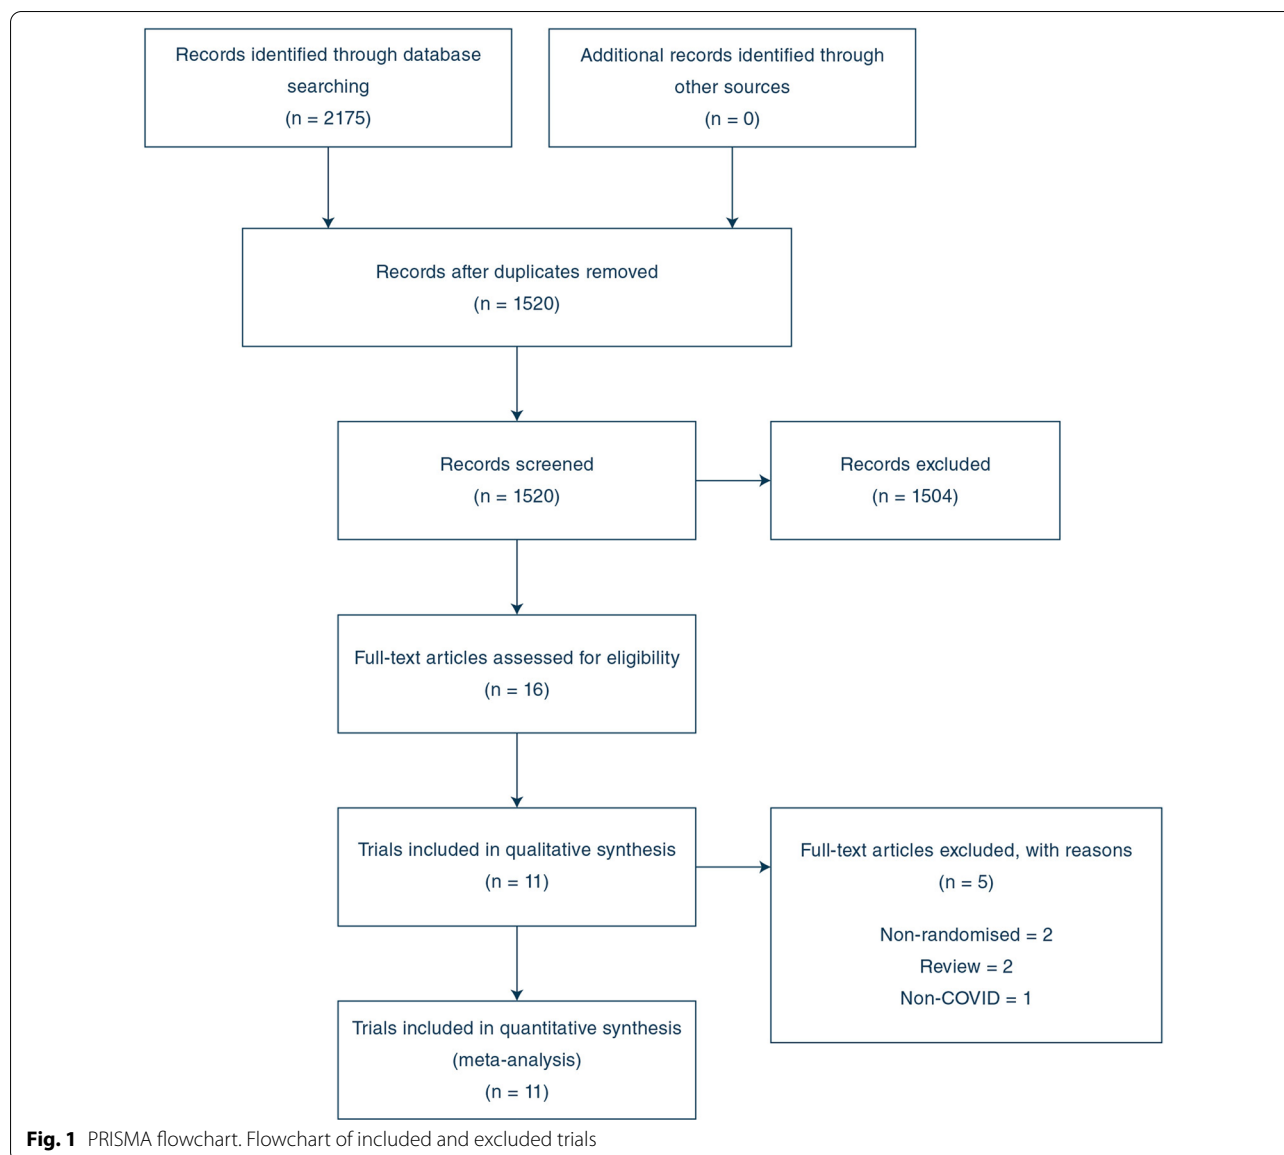 Records identified through database
searching
(n = 2175)
Additional records identified through
other sources
(n = 0)
Records after duplicates removed
(n = 1520)
Records screened
(n = 1520)
Records excluded
(n = 1504)
Full-text articles assessed for eligibility
(n = 16)
Trials included in qualitative synthesis
(n = 11)
Full-text articles excluded, with reasons
(n = 5)
Non-randomised = 2
Review = 2
Non-COVID = 1
Trials included in quantitative synthesis
(meta-analysis)
(n = 11)
Fig. 1 PRISMA flowchart. Flowchart of included and excluded trials